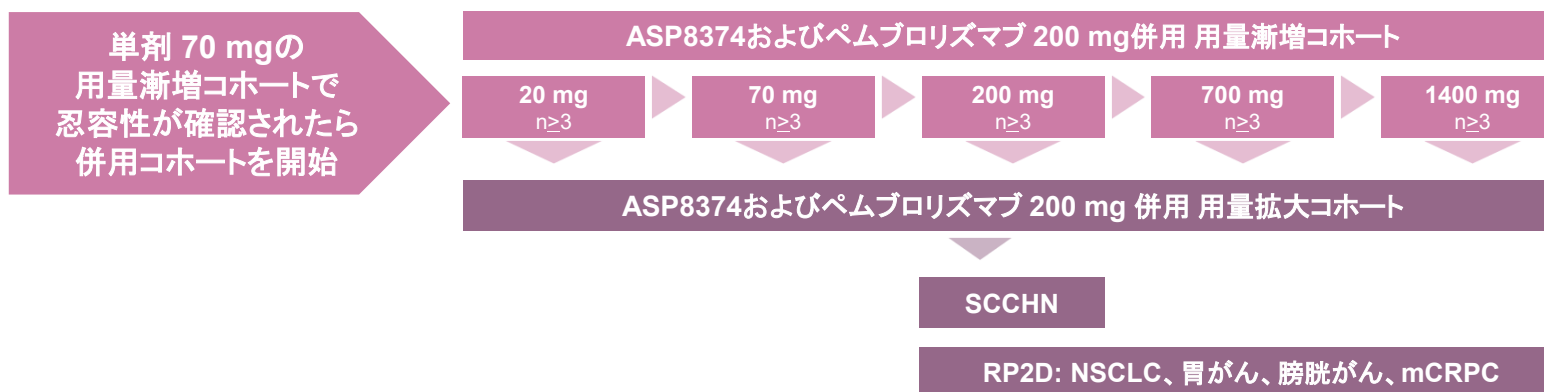 単剤 70 mgの
用量漸増コホートで
忍容性が確認されたら
併用コホートを開始
ASP8374およびペムブロリズマブ 200 mg併用 用量漸増コホート
20 mg
n≥3
70 mg
n≥3
200 mg
n≥3
700 mg
n≥3
1400 mg
n≥3
ASP8374およびペムブロリズマブ 200 mg 併用 用量拡大コホート
SCCHN
RP2D: NSCLC、胃がん、膀胱がん、mCRPC